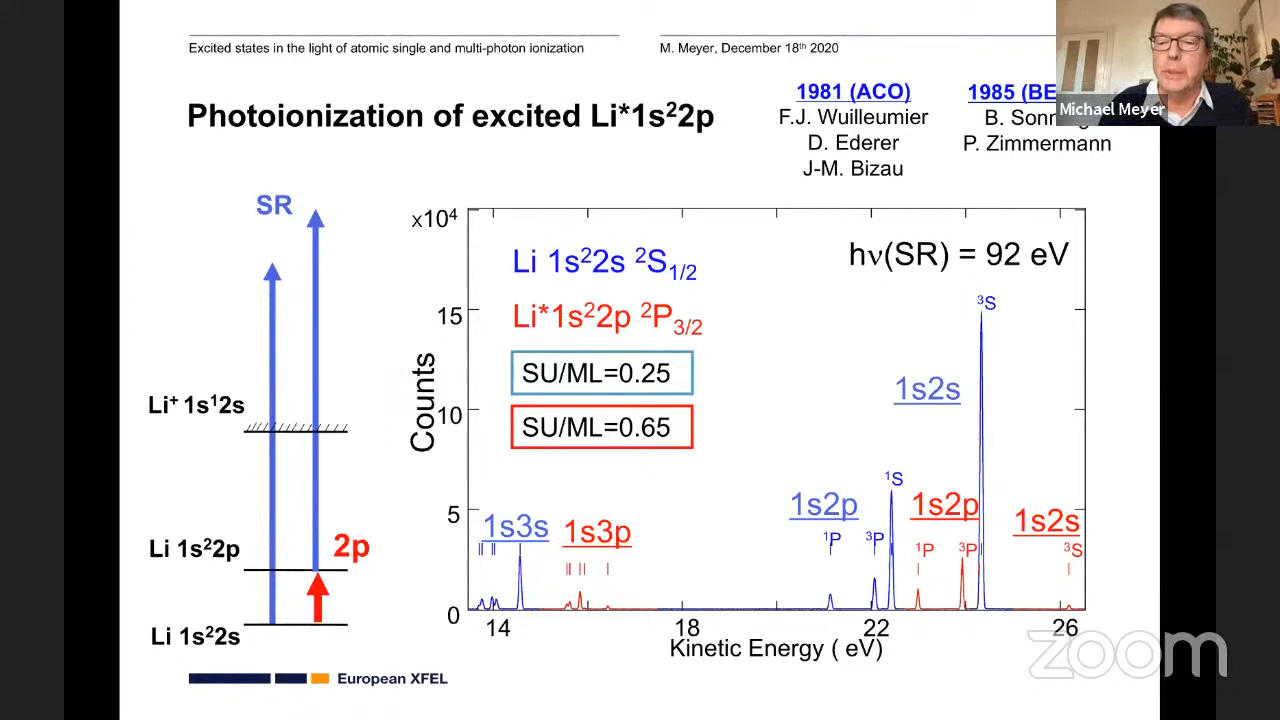 Excited states in the light of atomic single and multi-photon ionization
M. Meyer, December 18th 2020
Photoionization of excited Li*1s²2p
1981 (ACO)
F.J. Wuilleumier
D. Ederer
J-M. Bizau
1985 (BE
B. Sonn
P. Zimmermann
Michael Meyer
SR
Li⁺ 1s¹2s
Li 1s²2p
2p
Li 1s²2s
x10⁴
15
10
5
0
Counts
Li 1s²2s ²S1/2
Li*1s²2p ²P3/2
SU/ML=0.25
SU/ML=0.65
hν(SR) = 92 eV
³S
1s2s
¹S
1s2p
1s2p
1s2s
1s3s
1s3p
¹P
³P
¹P
³P
³S
14
18
22
26
Kinetic Energy ( eV)
European XFEL
zoom